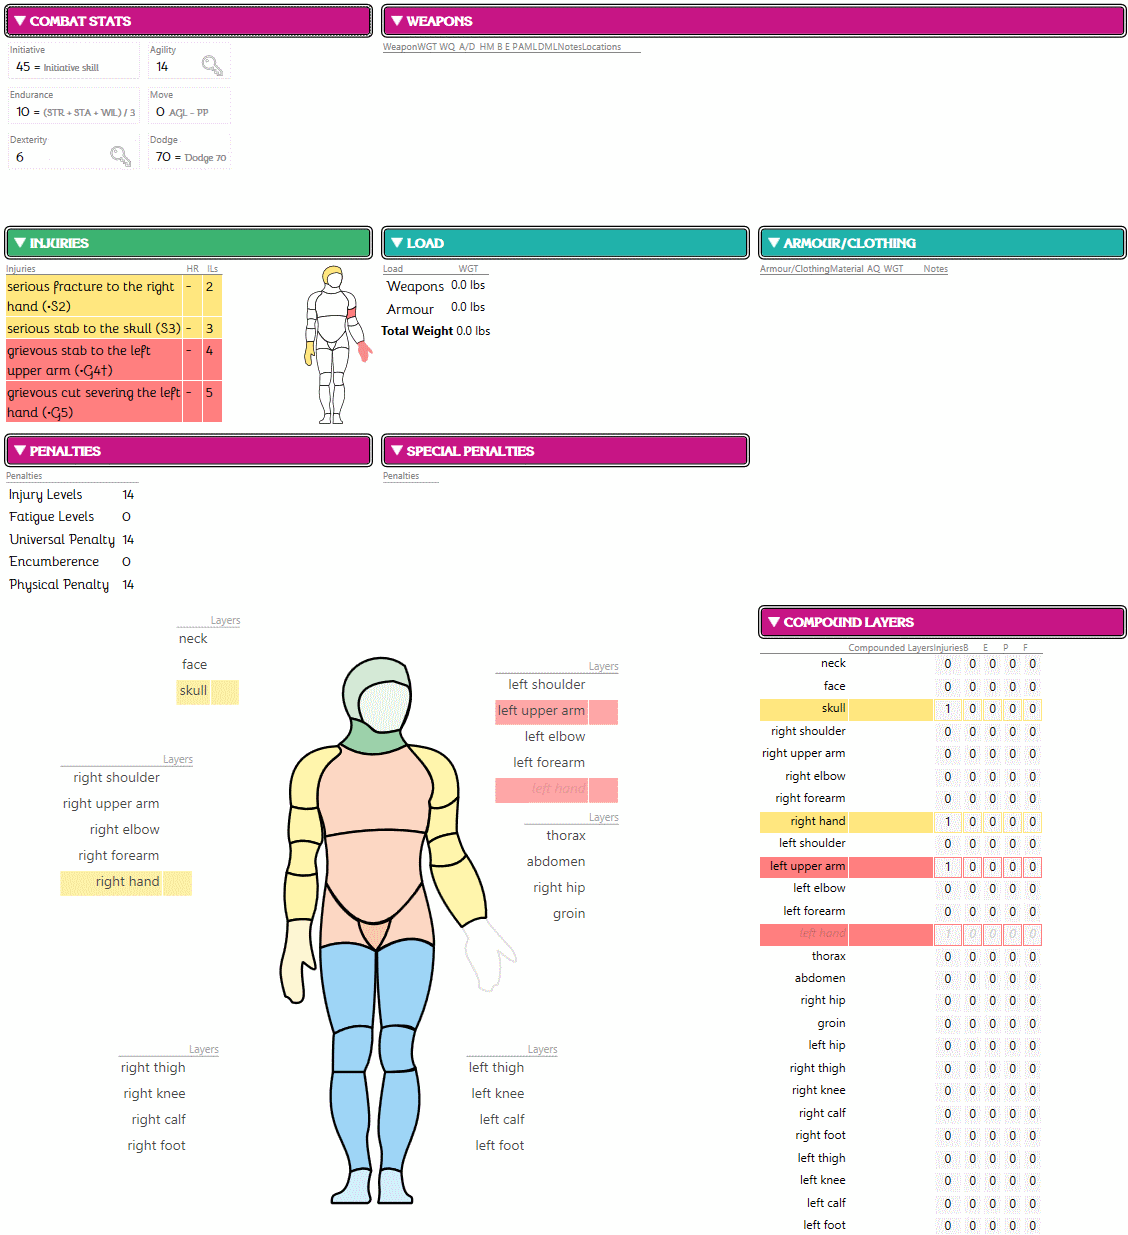 ▼ COMBAT STATS
Initiative
45 = Initiative skill
Agility
14
Endurance
10 = (STR + STA + WIL) / 3
Move
0 AGL - PP
Dexterity
6
Dodge
70 = Dodge 70
▼ WEAPONS
WeaponWGT WQ A/D HM B E PAMLDMLNotesLocations
▼ INJURIES
Injuries HR ILs
serious fracture to the right - 2
hand (•S2)
serious stab to the skull (S3) - 3
grievous stab to the left - 4
upper arm (•G4†)
grievous cut severing the left - 5
hand (•G5)
▼ LOAD
Load WGT
Weapons 0.0 lbs
Armour 0.0 lbs
Total Weight 0.0 lbs
▼ ARMOUR/CLOTHING
Armour/ClothingMaterial AQ WGT Notes
▼ PENALTIES
Penalties
Injury Levels 14
Fatigue Levels 0
Universal Penalty 14
Encumberence 0
Physical Penalty 14
▼ SPECIAL PENALTIES
Penalties
Layers
neck
face
skull
Layers
right shoulder
right upper arm
right elbow
right forearm
right hand
Layers
left shoulder
left upper arm
left elbow
left forearm
left hand
Layers
thorax
abdomen
right hip
groin
Layers
right thigh
right knee
right calf
right foot
Layers
left thigh
left knee
left calf
left foot
▼ COMPOUND LAYERS
Compounded LayersInjuriesB E P F
neck 0 0 0 0 0
face 0 0 0 0 0
skull 1 0 0 0 0
right shoulder 0 0 0 0 0
right upper arm 0 0 0 0 0
right elbow 0 0 0 0 0
right forearm 0 0 0 0 0
right hand 1 0 0 0 0
left shoulder 0 0 0 0 0
left upper arm 1 0 0 0 0
left elbow 0 0 0 0 0
left forearm 0 0 0 0 0
left hand 1 0 0 0 0
thorax 0 0 0 0 0
abdomen 0 0 0 0 0
right hip 0 0 0 0 0
groin 0 0 0 0 0
left hip 0 0 0 0 0
right thigh 0 0 0 0 0
right knee 0 0 0 0 0
right calf 0 0 0 0 0
right foot 0 0 0 0 0
left thigh 0 0 0 0 0
left knee 0 0 0 0 0
left calf 0 0 0 0 0
left foot 0 0 0 0 0